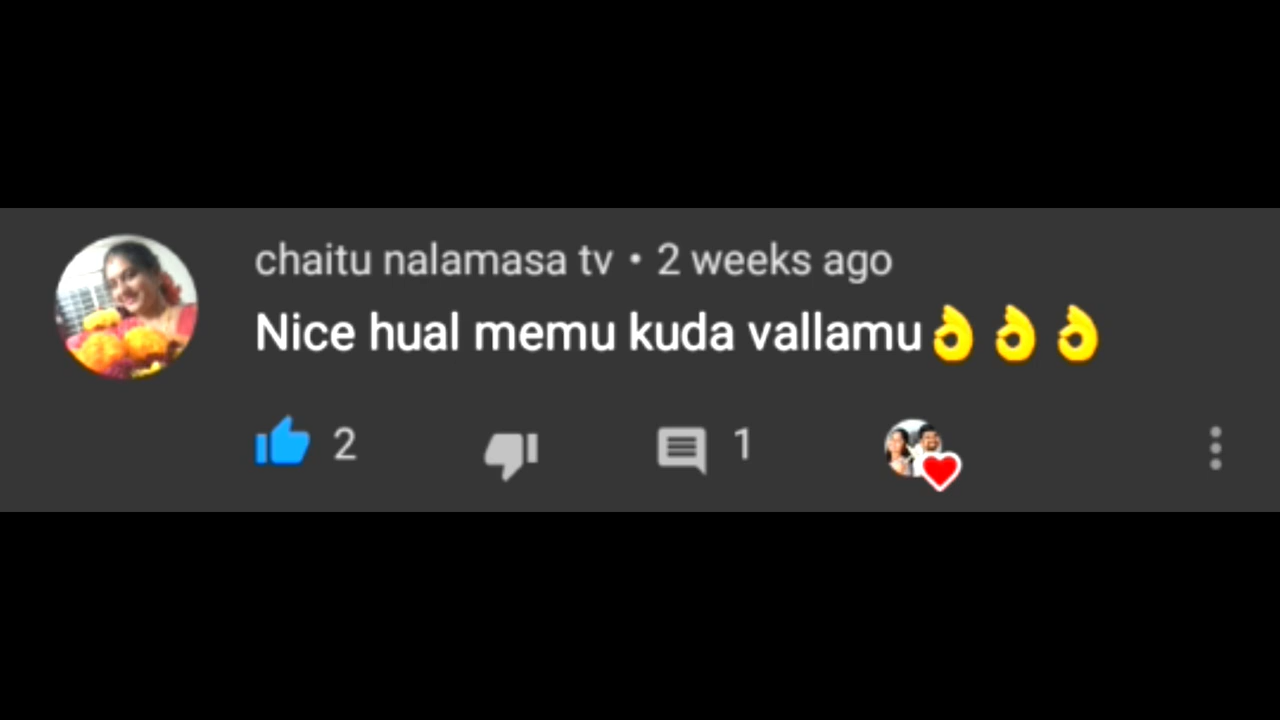 chaitu nalamasa tv • 2 weeks ago
Nice hual memu kuda vallamu👌👌👌
2 1